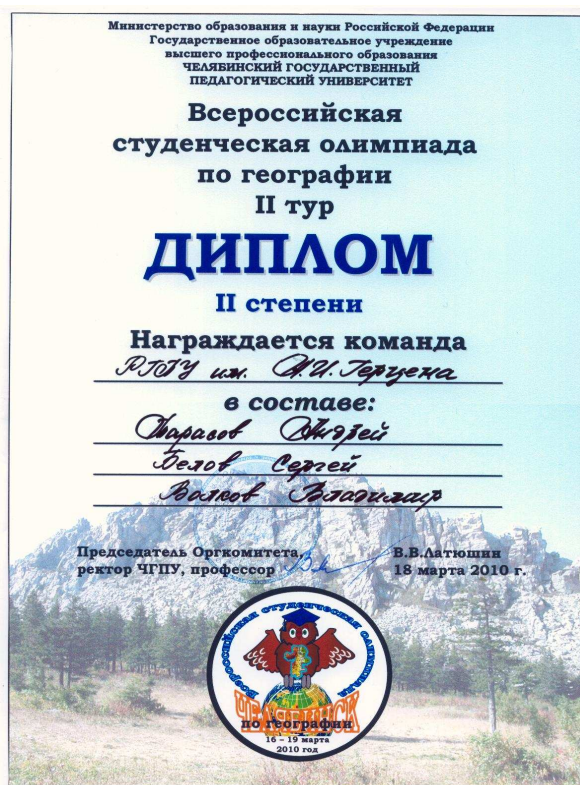 Министерство образования и науки Российской Федерации
Государственное образовательное учреждение
высшего профессионального образования
ЧЕЛЯБИНСКИЙ ГОСУДАРСТВЕННЫЙ
ПЕДАГОГИЧЕСКИЙ УНИВЕРСИТЕТ
Всероссийская
студенческая олимпиада
по географии
II тур
ДИПЛОМ
II степени
Награждается команда
РГПУ им. А.И. Герцена
в составе:
Тарасов Андрей
Белов Сергей
Волков Владимир
Председатель Оргкомитета,
ректор ЧГПУ, профессор
В.В.Латюшин
18 марта 2010 г.
Всероссийская студенческая олимпиада
ЧЕЛЯБИНСК
по географии
16 – 19 марта
2010 год